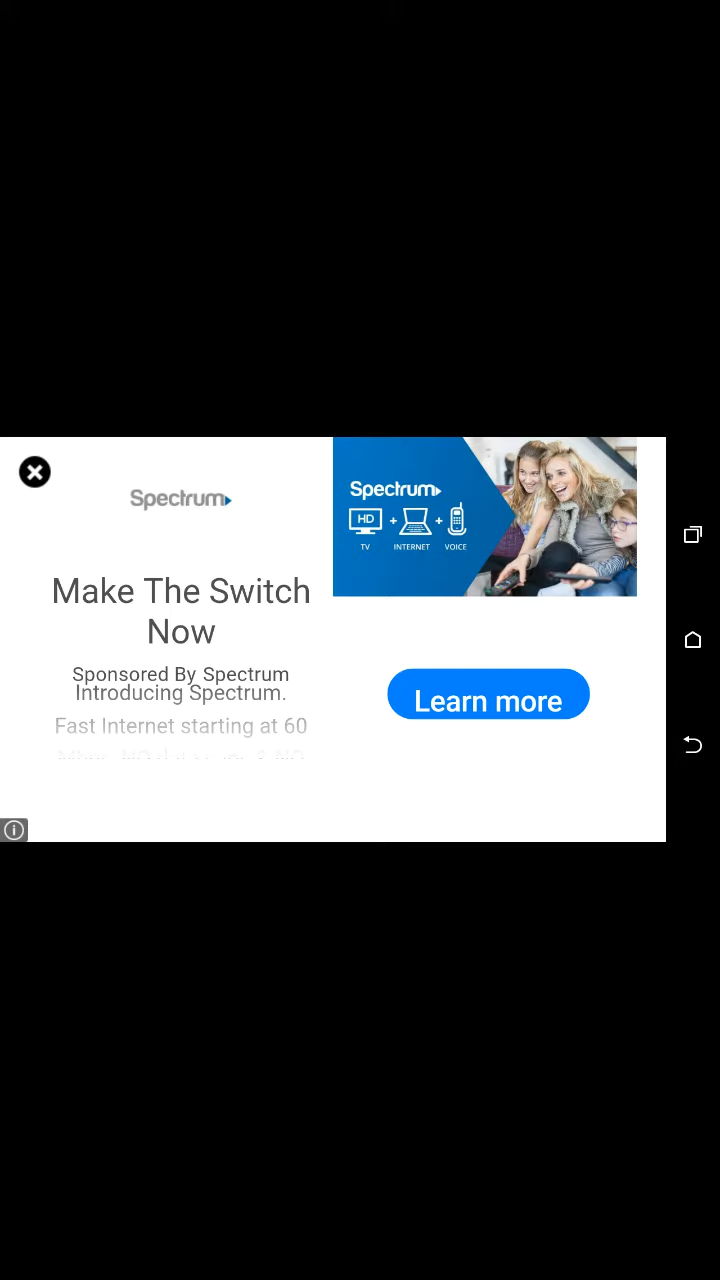 Spectrum
Make The Switch
Now
Sponsored By Spectrum
Introducing Spectrum.
Fast Internet starting at 60
Spectrum
HD
TV
INTERNET
VOICE
Learn more